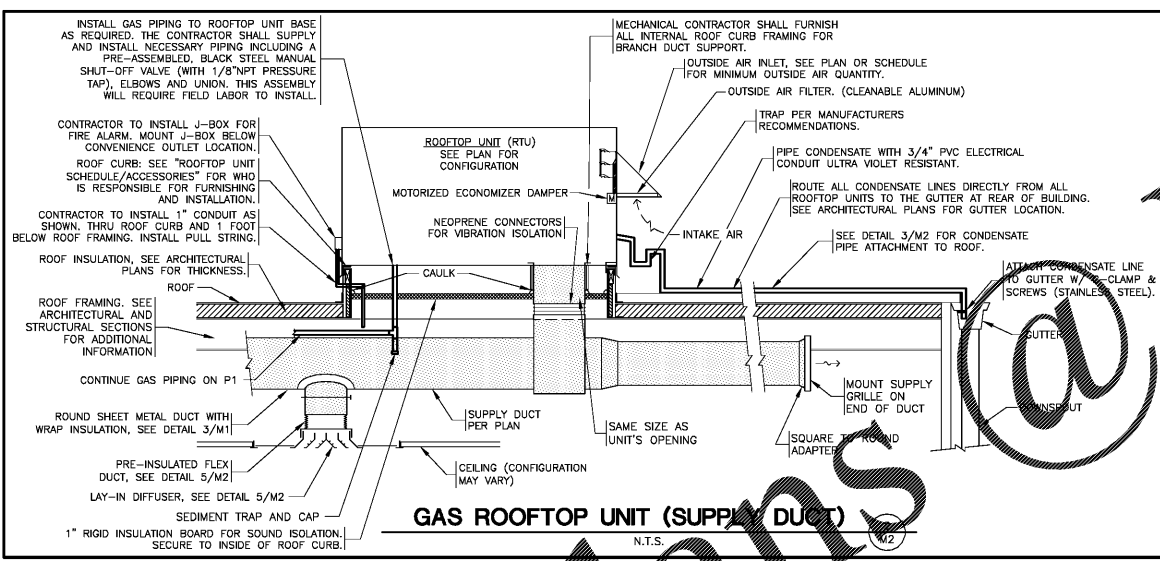 INSTALL GAS PIPING TO ROOFTOP UNIT BASE
AS REQUIRED. THE CONTRACTOR SHALL SUPPLY
AND INSTALL NECESSARY PIPING INCLUDING A
PRE-ASSEMBLED, BLACK STEEL MANUAL
SHUT-OFF VALVE (WITH 1/8"NPT PRESSURE
TAP), ELBOWS AND UNION. THIS ASSEMBLY
WILL REQUIRE FIELD LABOR TO INSTALL.
CONTRACTOR TO INSTALL J-BOX FOR
FIRE ALARM. MOUNT J-BOX BELOW
CONVENIENCE OUTLET LOCATION.
ROOF CURB: SEE "ROOFTOP UNIT
SCHEDULE/ACCESSORIES" FOR WHO
IS RESPONSIBLE FOR FURNISHING
AND INSTALLATION.
CONTRACTOR TO INSTALL 1" CONDUIT AS
SHOWN. THRU ROOF CURB AND 1 FOOT
BELOW ROOF FRAMING. INSTALL PULL STRING.
ROOF INSULATION, SEE ARCHITECTURAL
PLANS FOR THICKNESS.
ROOF
ROOF FRAMING. SEE
ARCHITECTURAL AND
STRUCTURAL SECTIONS
FOR ADDITIONAL
INFORMATION
CONTINUE GAS PIPING ON P1
ROUND SHEET METAL DUCT WITH
WRAP INSULATION, SEE DETAIL 3/M1
PRE-INSULATED FLEX
DUCT, SEE DETAIL 5/M2
LAY-IN DIFFUSER, SEE DETAIL 5/M2
SEDIMENT TRAP AND CAP
1" RIGID INSULATION BOARD FOR SOUND ISOLATION.
SECURE TO INSIDE OF ROOF CURB.
ROOFTOP UNIT (RTU)
SEE PLAN FOR
CONFIGURATION
MOTORIZED ECONOMIZER DAMPER
M
NEOPRENE CONNECTORS
FOR VIBRATION ISOLATION
CAULK
SUPPLY DUCT
PER PLAN
CEILING (CONFIGURATION
MAY VARY)
SAME SIZE AS
UNIT'S OPENING
MECHANICAL CONTRACTOR SHALL FURNISH
ALL INTERNAL ROOF CURB FRAMING FOR
BRANCH DUCT SUPPORT.
OUTSIDE AIR INLET, SEE PLAN OR SCHEDULE
FOR MINIMUM OUTSIDE AIR QUANTITY.
OUTSIDE AIR FILTER. (CLEANABLE ALUMINUM)
TRAP PER MANUFACTURERS
RECOMMENDATIONS.
PIPE CONDENSATE WITH 3/4" PVC ELECTRICAL
CONDUIT ULTRA VIOLET RESISTANT.
ROUTE ALL CONDENSATE LINES DIRECTLY FROM ALL
ROOFTOP UNITS TO THE GUTTER AT REAR OF BUILDING.
SEE ARCHITECTURAL PLANS FOR GUTTER LOCATION.
INTAKE AIR
SEE DETAIL 3/M2 FOR CONDENSATE
PIPE ATTACHMENT TO ROOF.
ATTACH CONDENSATE LINE
TO GUTTER W/ C-CLAMP &
SCREWS (STAINLESS STEEL).
GUTTER
DOWNSPOUT
MOUNT SUPPLY
GRILLE ON
END OF DUCT
SQUARE TO ROUND
ADAPTER
GAS ROOFTOP UNIT (SUPPLY DUCT)
N.T.S.
M2
ans @